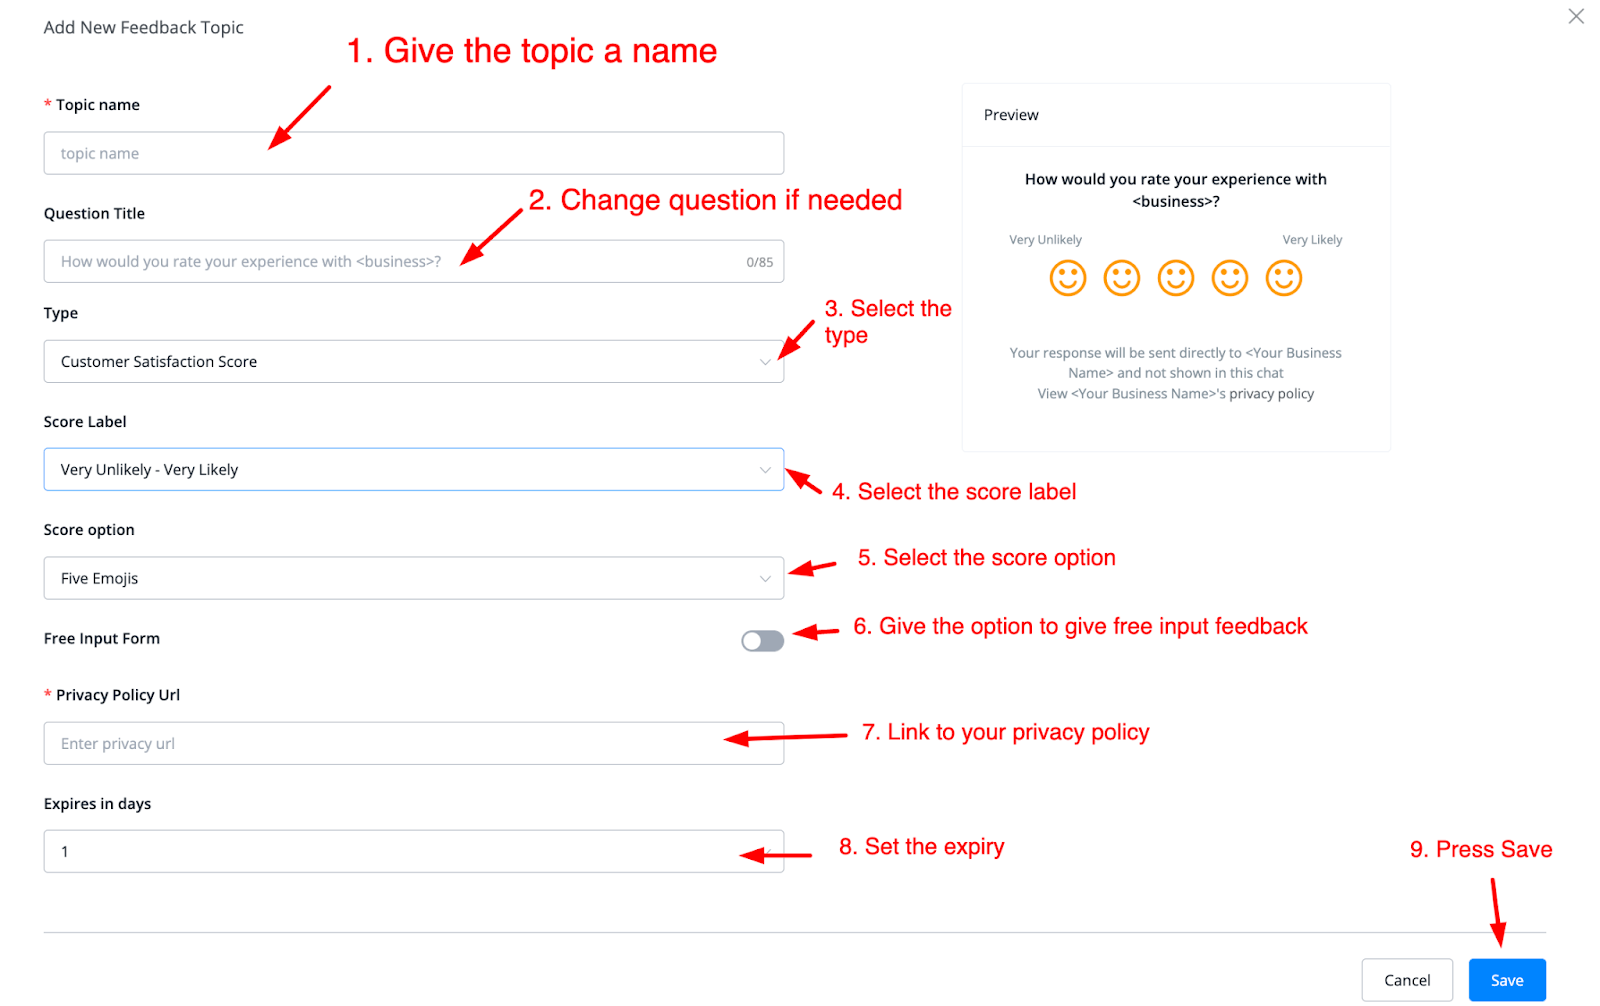 Add New Feedback Topic
1. Give the topic a name
* Topic name
topic name
Question Title
2. Change question if needed
How would you rate your experience with <business>?
0/85
Type
3. Select the
type
Customer Satisfaction Score
Score Label
Very Unlikely - Very Likely
4. Select the score label
Score option
5. Select the score option
Five Emojis
Free Input Form
6. Give the option to give free input feedback
* Privacy Policy Url
Enter privacy url
7. Link to your privacy policy
Expires in days
1
8. Set the expiry
Preview
How would you rate your experience with
<business>?
Very Unlikely
Very Likely
Your response will be sent directly to <Your Business
Name> and not shown in this chat
View <Your Business Name>'s privacy policy
9. Press Save
Cancel
Save